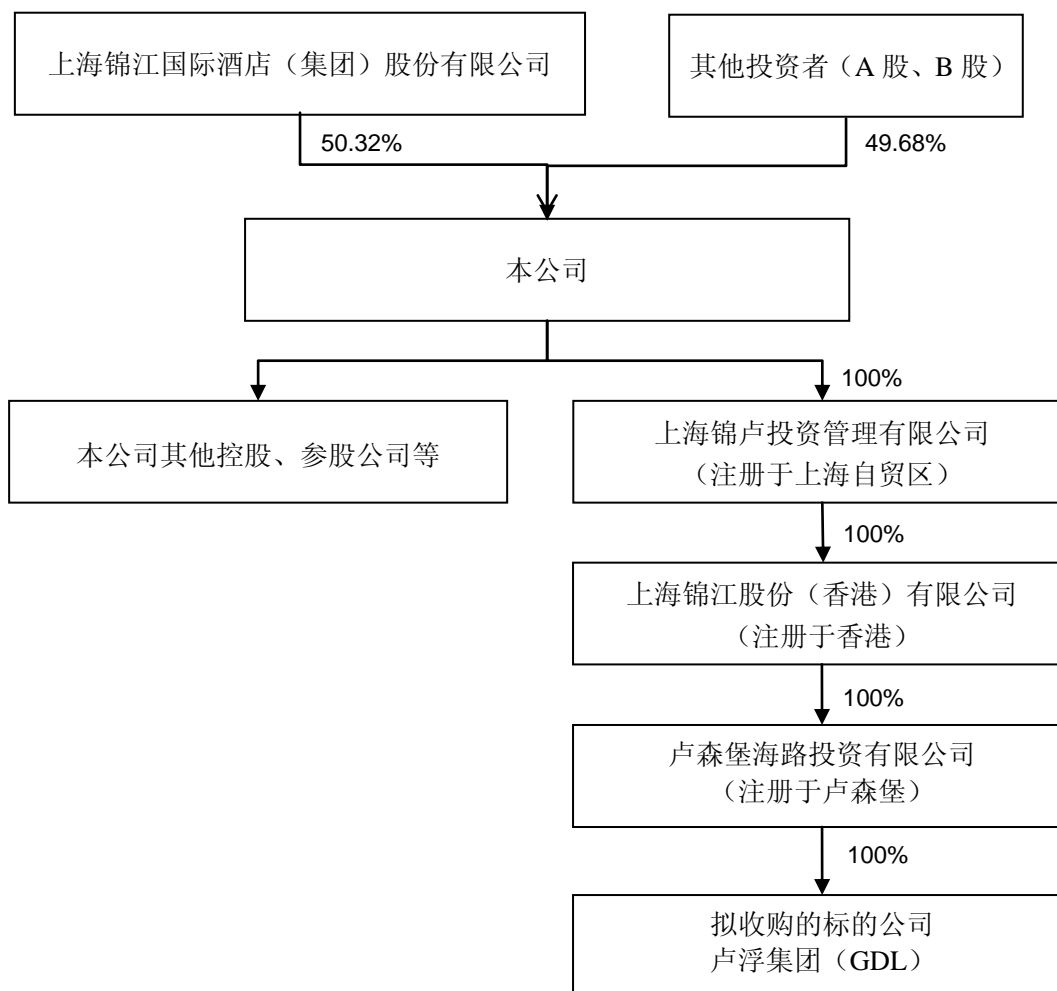 上海锦江国际酒店（集团）股份有限公司
其他投资者（A 股、B 股）
50.32%
49.68%
本公司
100%
本公司其他控股、参股公司等
上海锦卢投资管理有限公司
（注册于上海自贸区）
100%
上海锦江股份（香港）有限公司
（注册于香港）
100%
卢森堡海路投资有限公司
（注册于卢森堡）
100%
拟收购的标的公司
卢浮集团（GDL）